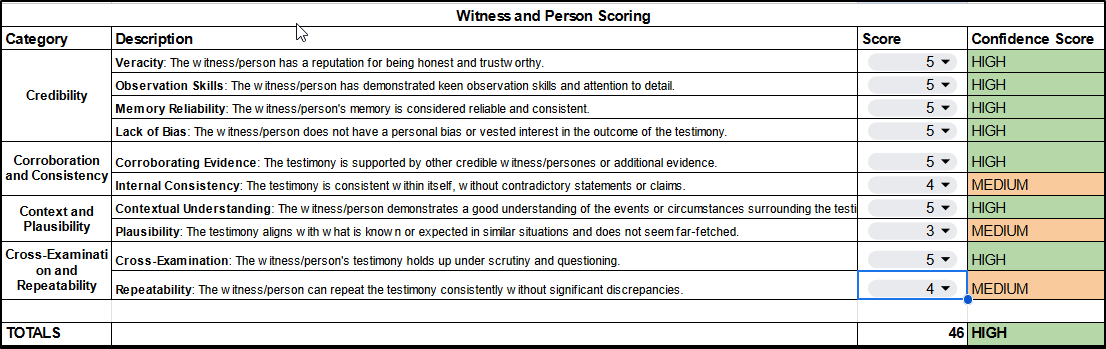 Witness and Person Scoring
Category Description Score Confidence Score
Credibility
Veracity: The witness/person has a reputation for being honest and trustworthy. 5 HIGH
Observation Skills: The witness/person has demonstrated keen observation skills and attention to detail. 5 HIGH
Memory Reliability: The witness/person's memory is considered reliable and consistent. 5 HIGH
Lack of Bias: The witness/person does not have a personal bias or vested interest in the outcome of the testimony. 5 HIGH
Corroboration
and Consistency
Corroborating Evidence: The testimony is supported by other credible witness/persones or additional evidence. 5 HIGH
Internal Consistency: The testimony is consistent within itself, without contradictory statements or claims. 4 MEDIUM
Context and
Plausibility
Contextual Understanding: The witness/person demonstrates a good understanding of the events or circumstances surrounding the testi 5 HIGH
Plausibility: The testimony aligns with what is known or expected in similar situations and does not seem far-fetched. 3 MEDIUM
Cross-Examinati
on and
Repeatability
Cross-Examination: The witness/person's testimony holds up under scrutiny and questioning. 5 HIGH
Repeatability: The witness/person can repeat the testimony consistently without significant discrepancies. 4 MEDIUM
TOTALS 46 HIGH